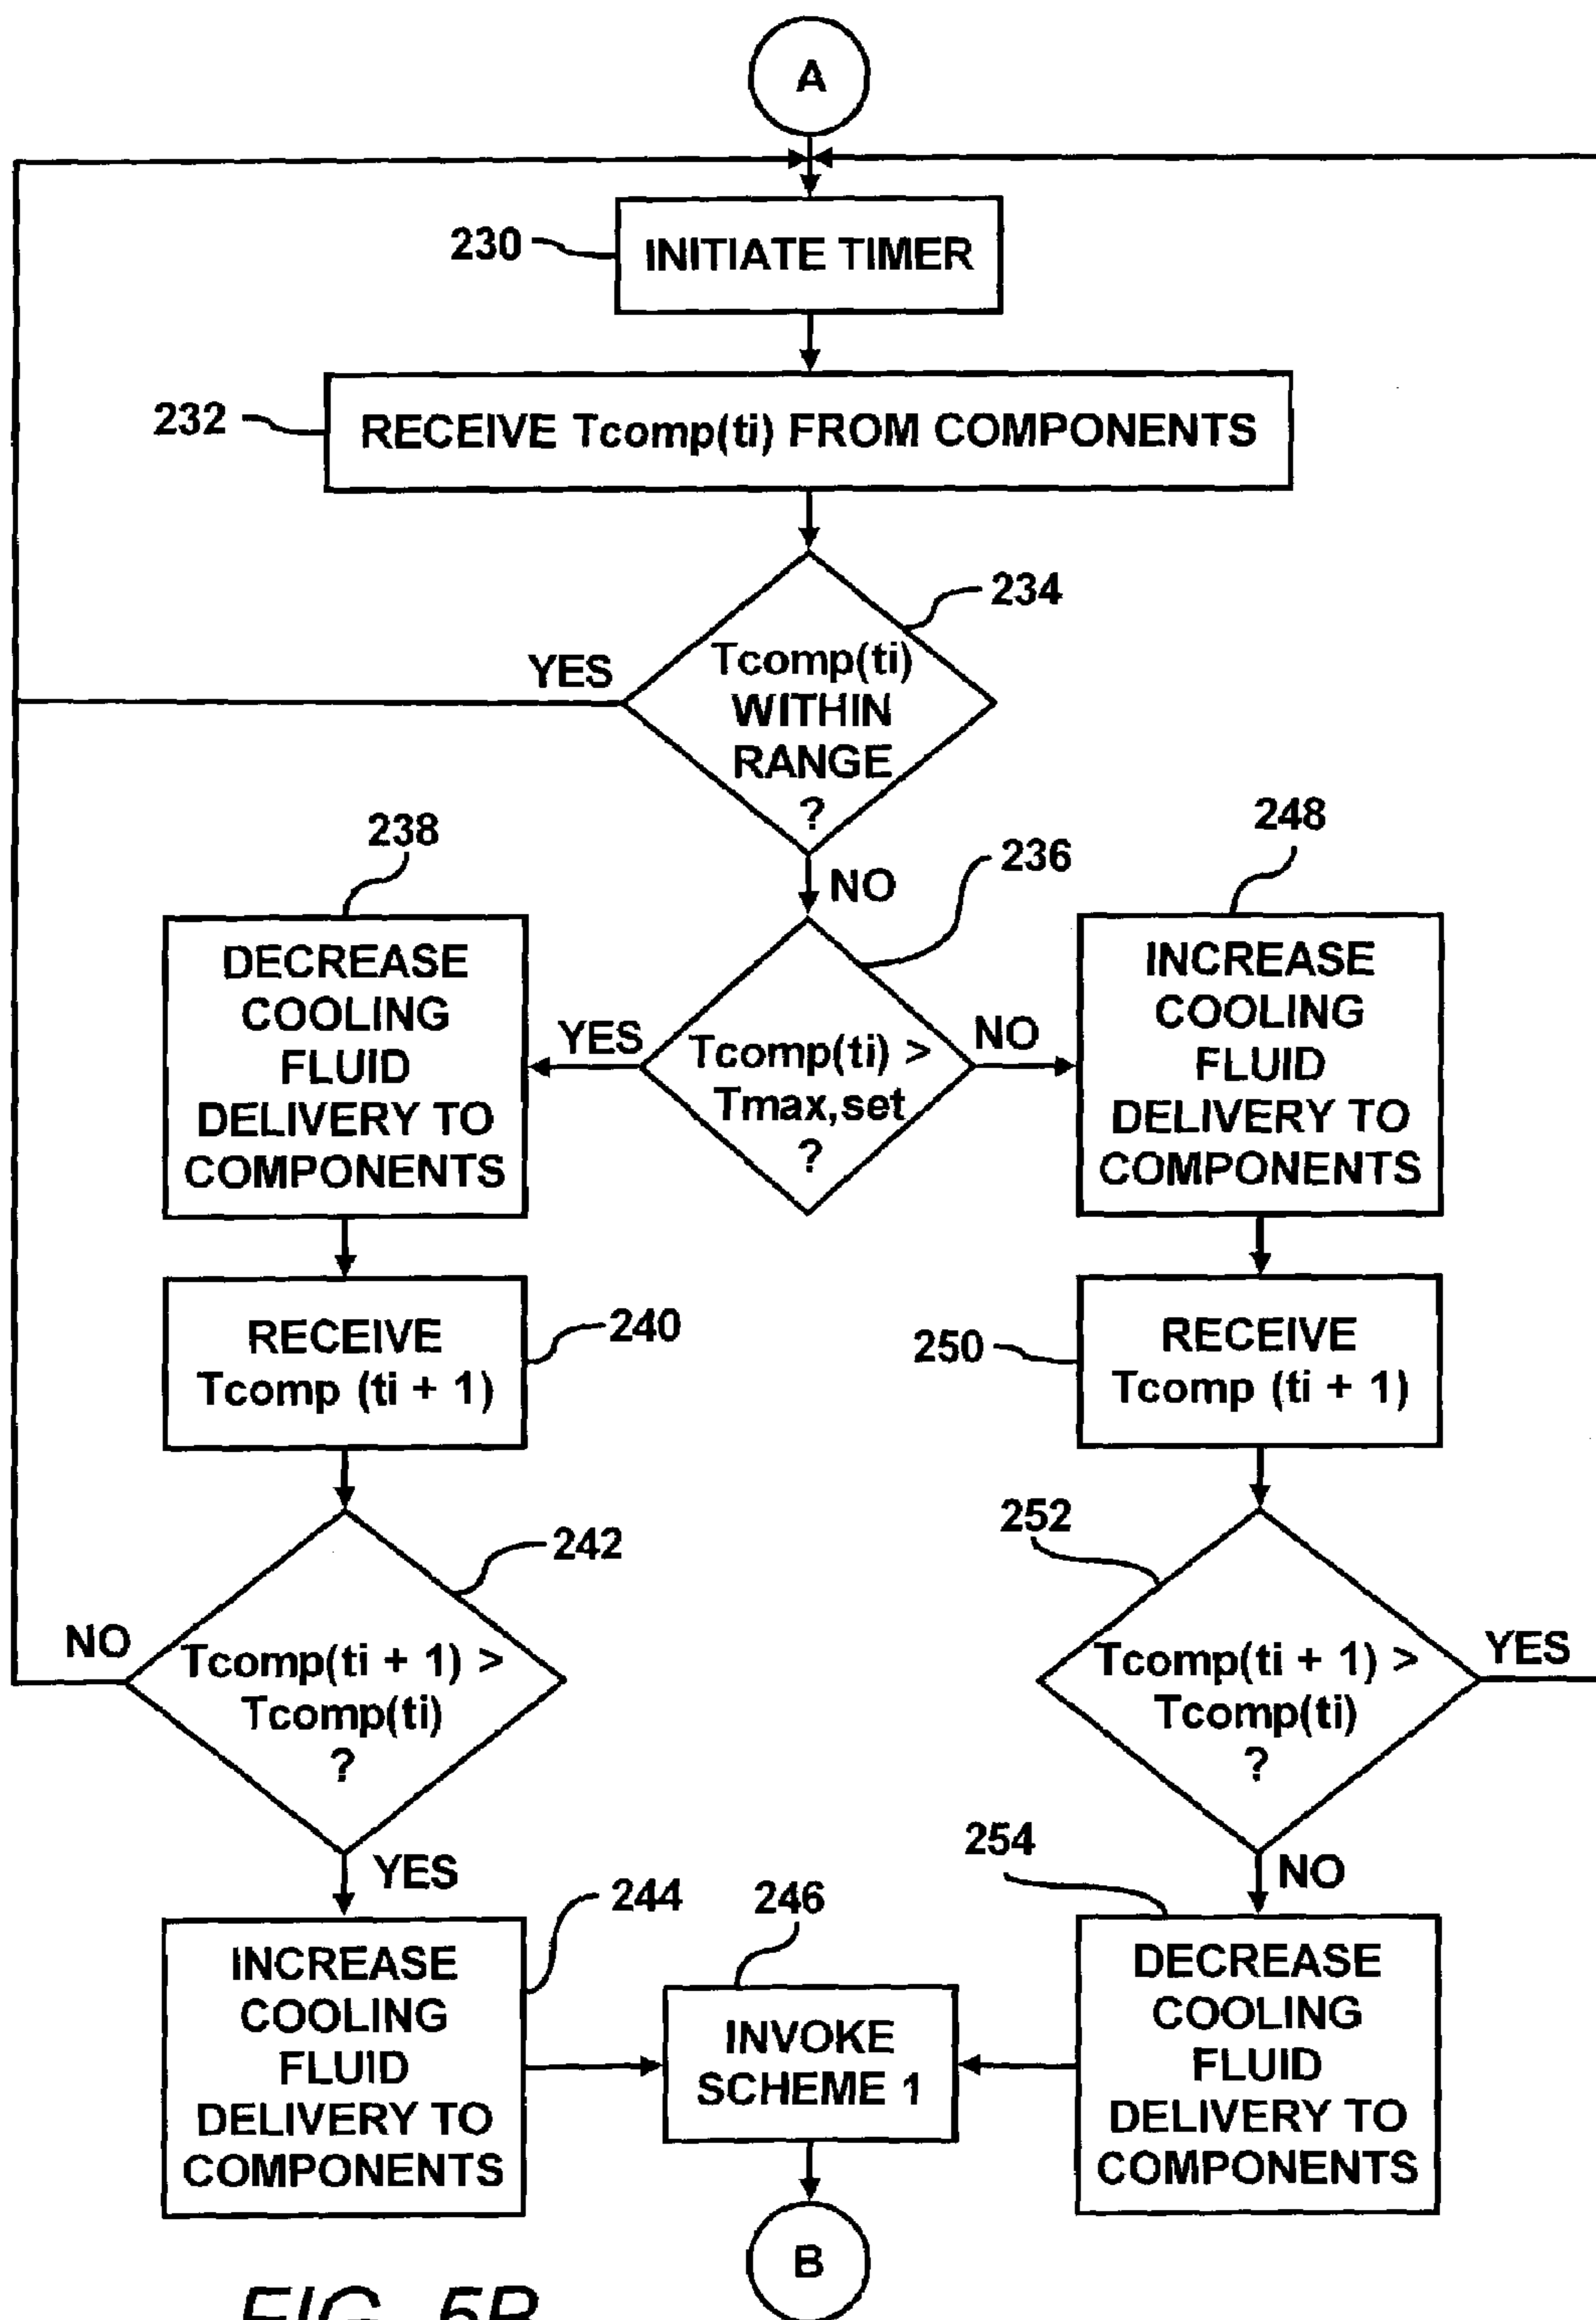 A
230
INITIATE TIMER
232
RECEIVE Tcomp(ti) FROM COMPONENTS
234
Tcomp(ti)
WITHIN
RANGE
?
YES
NO
236
Tcomp(ti) >
Tmax,set
?
YES
NO
238
DECREASE
COOLING
FLUID
DELIVERY TO
COMPONENTS
248
INCREASE
COOLING
FLUID
DELIVERY TO
COMPONENTS
RECEIVE
Tcomp (ti + 1)
240
250
RECEIVE
Tcomp (ti + 1)
242
NO
Tcomp(ti + 1) >
Tcomp(ti)
?
YES
252
Tcomp(ti + 1) >
Tcomp(ti)
?
YES
NO
244
INCREASE
COOLING
FLUID
DELIVERY TO
COMPONENTS
246
INVOKE
SCHEME 1
254
DECREASE
COOLING
FLUID
DELIVERY TO
COMPONENTS
B
FIG. 5B